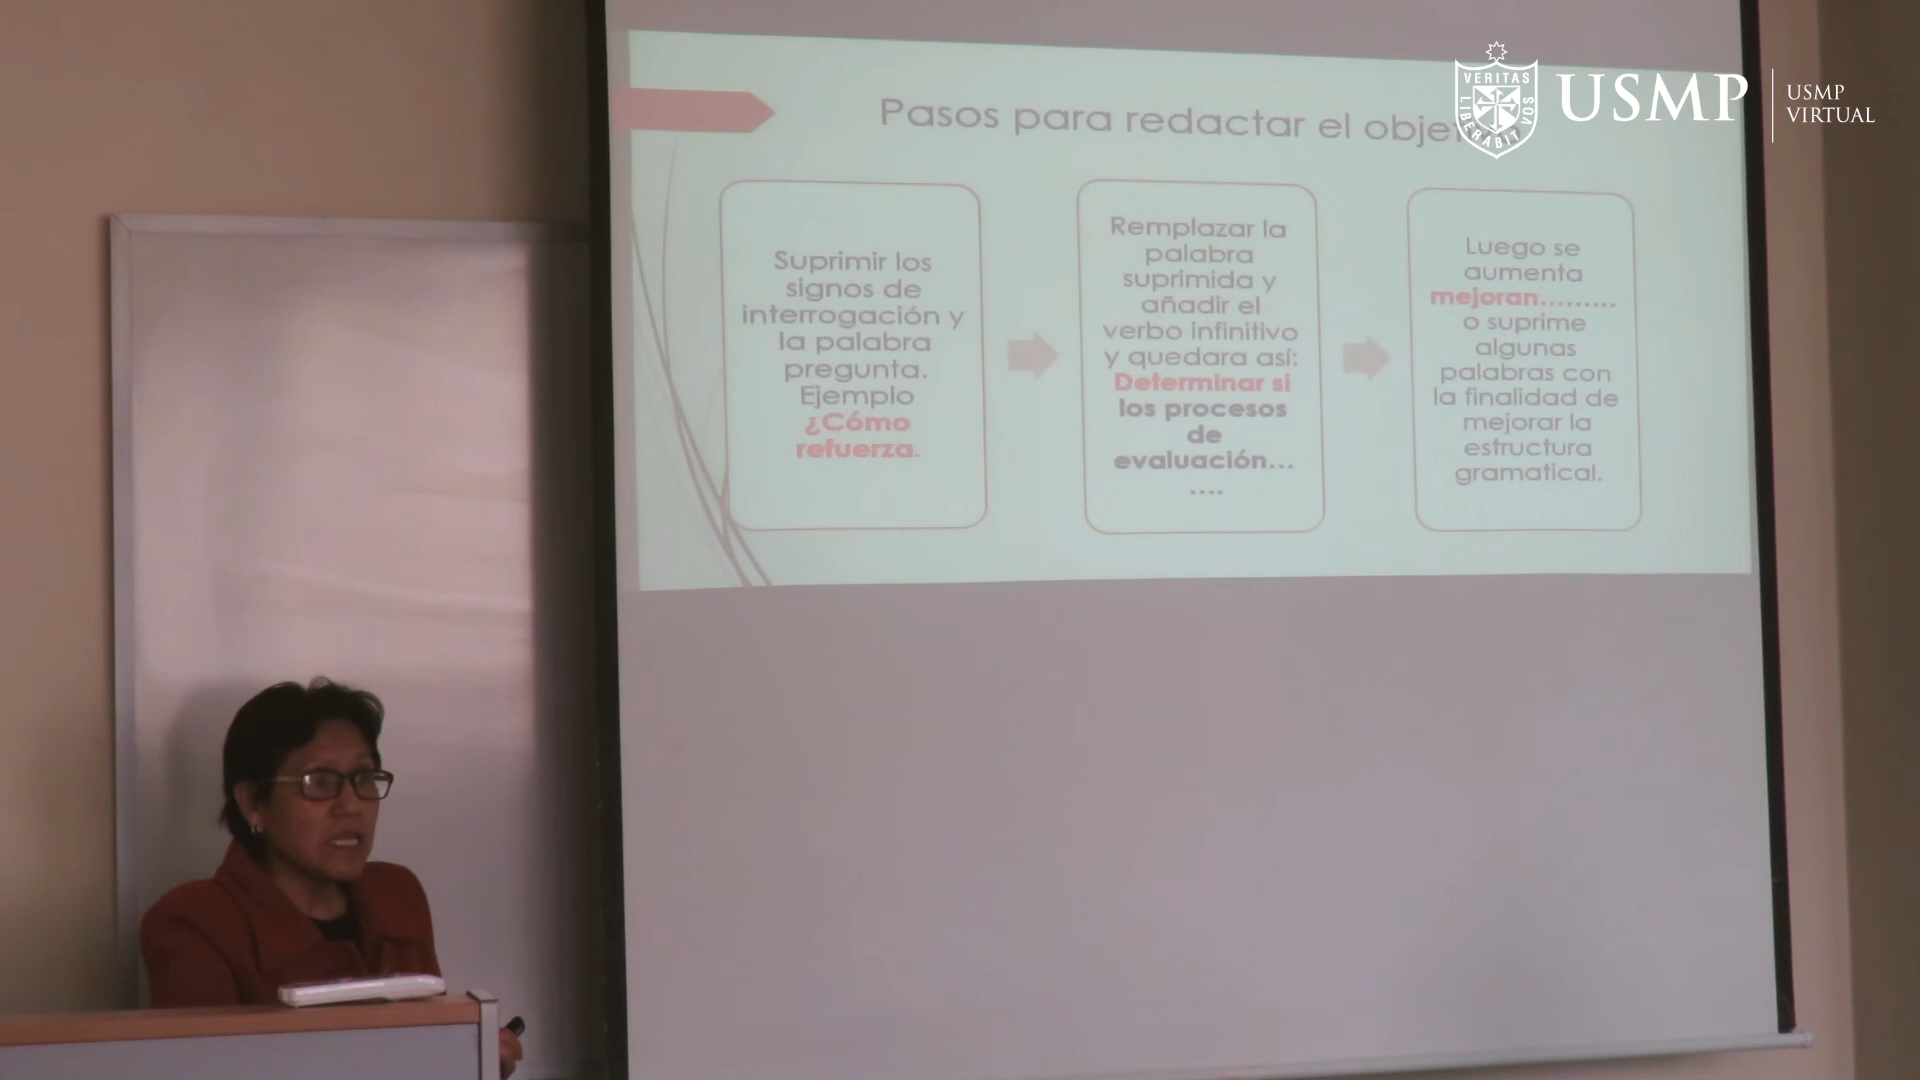 Pasos para redactar el obje
VERITAS
LIBERABIT VOS
USMP
USMP
VIRTUAL
Suprimir los
signos de
interrogación y
la palabra
pregunta.
Ejemplo
¿Cómo
refuerza.
Remplazar la
palabra
suprimida y
añadir el
verbo infinitivo
y quedara así:
Determinar si
los procesos
de
evaluación...
....
Luego se
aumenta
mejoran.........
o suprime
algunas
palabras con
la finalidad de
mejorar la
estructura
gramatical.